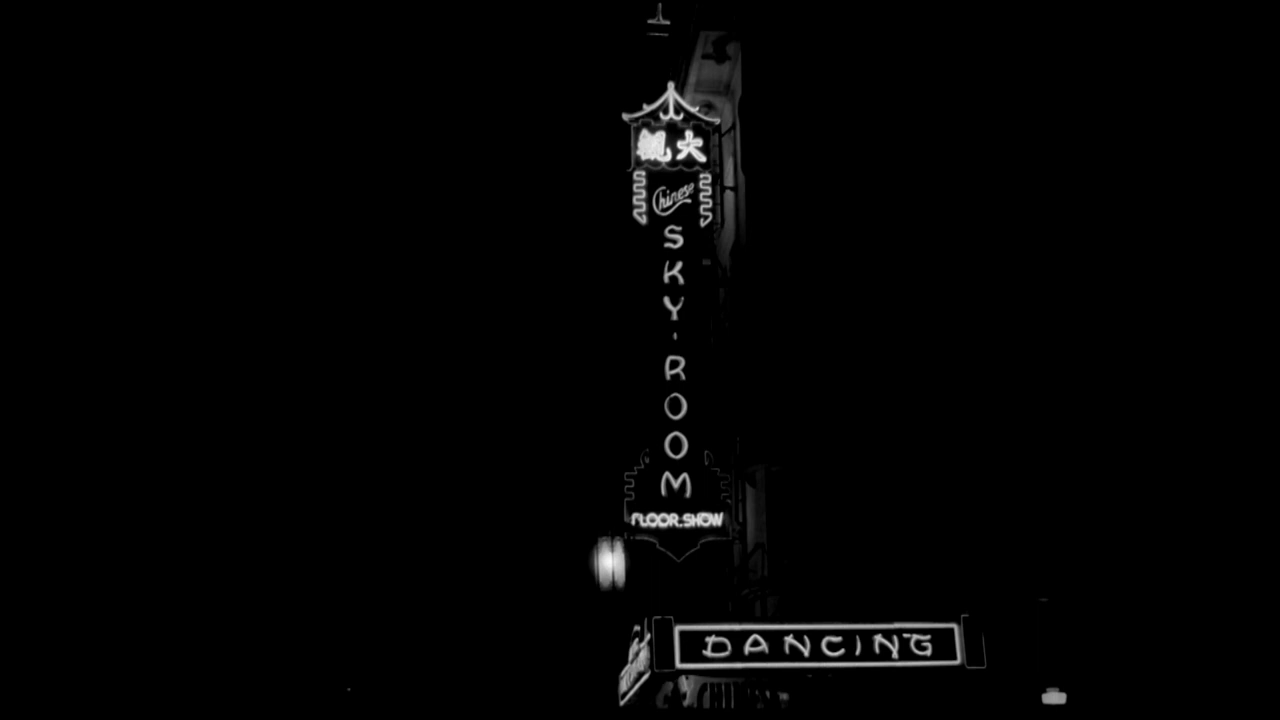 大觀
Chinese
SKY-ROOM
FLOOR.SHOW
DANCING